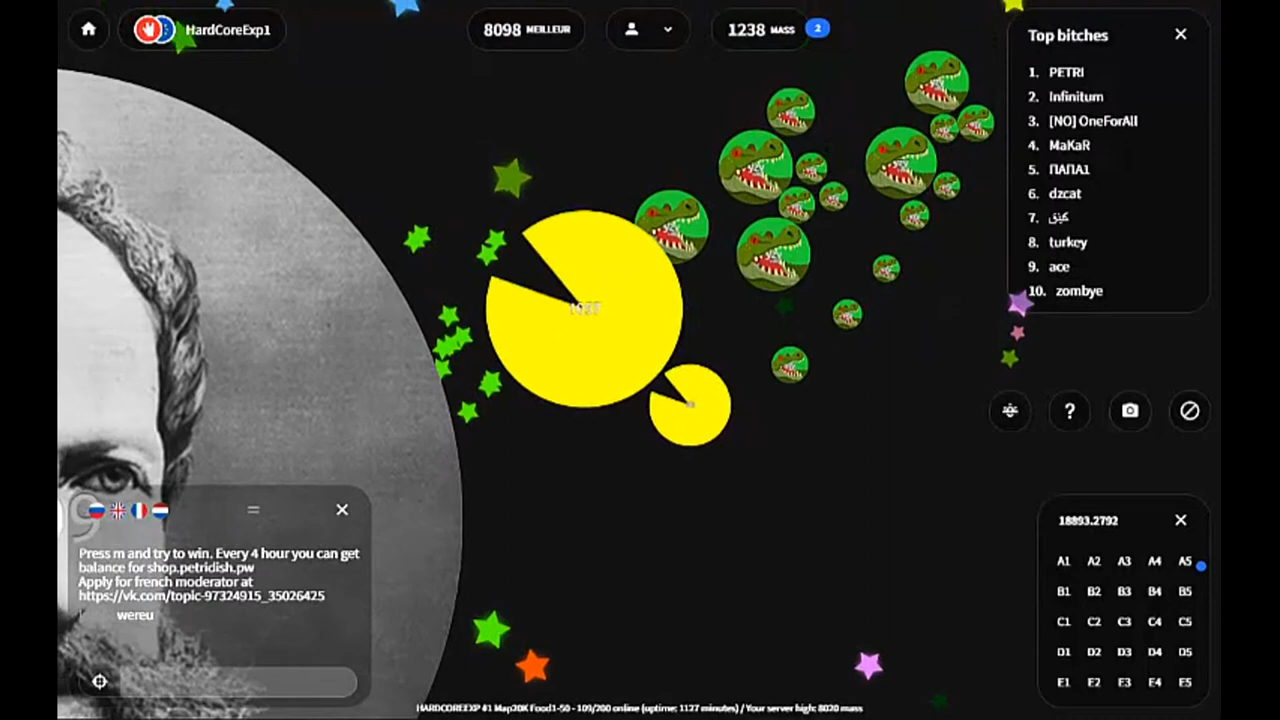 HardCoreExp1
8098 MEILLEUR
1238 MASS
2
Top bitches
1. PETRI
2. Infinitum
3. [NO] OneForAll
4. MaKaR
5. ПАПА1
6. dzcat
7.
8. turkey
9. ace
10. zombye
?
18893.2792
A1 A2 A3 A4 A5
B1 B2 B3 B4 B5
C1 C2 C3 C4 C5
D1 D2 D3 D4 D5
E1 E2 E3 E4 E5
Press m and try to win. Every 4 hour you can get
balance for shop.petridish.pw
Apply for french moderator at
https://vk.com/topic-97324915_35026425
wereu
HARDCOREEXP #1 Map20K Food1-50 - 109/200 online (uptime: 1127 minutes) / Your server high: 8020 mass